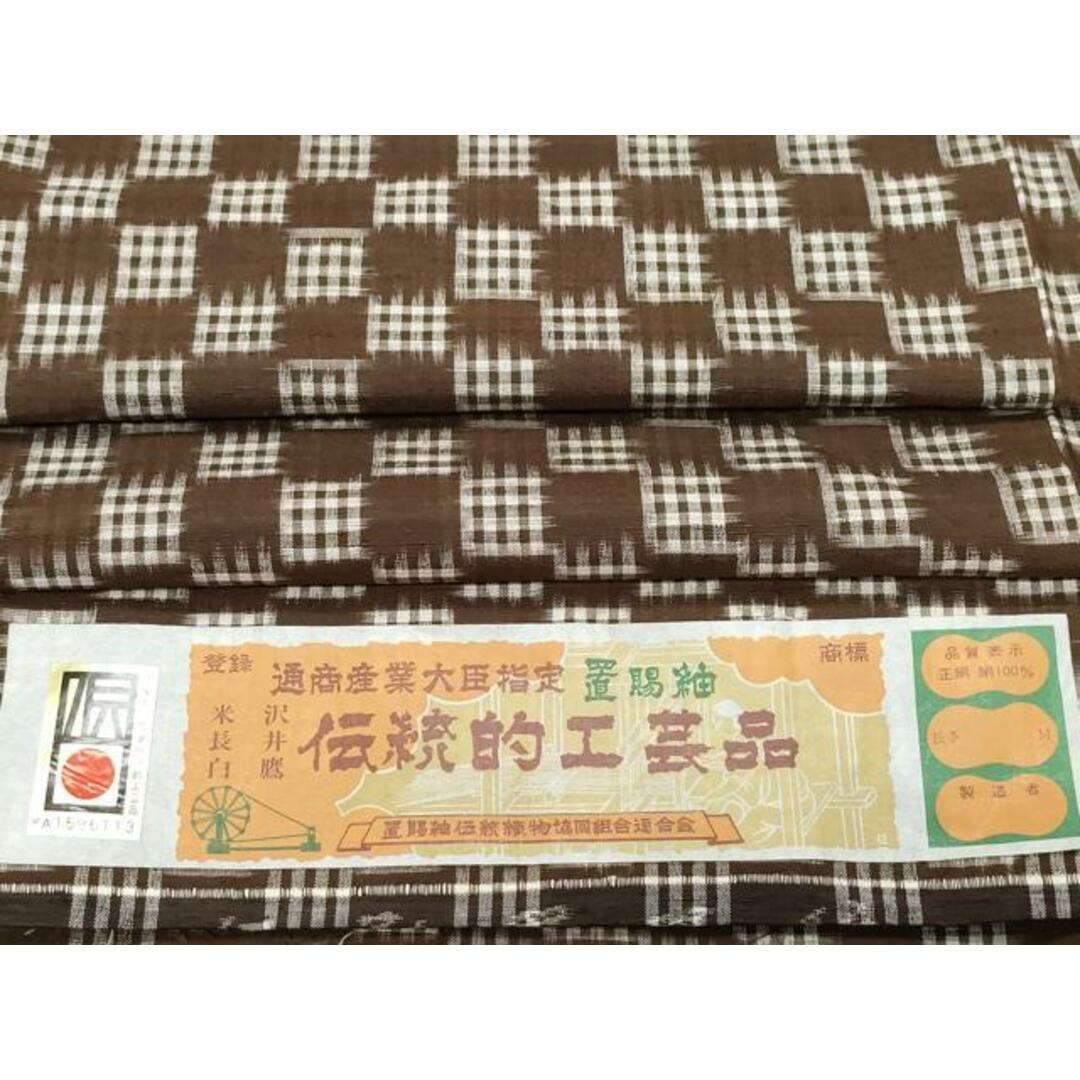 登録
商標
通商産業大臣指定 置賜紬
米沢
長井
白鷹
伝統的工芸品
置賜紬伝統織物協同組合連合会
品質表示
正絹 絹100%
長さ M
製造者
伝
A1596113